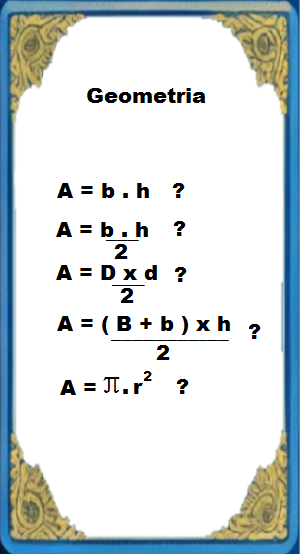 Geometria
A = b . h ?
A = b . h ?
2
A = D x d ?
2
A = ( B + b ) x h ?
2
A = π . r² ?